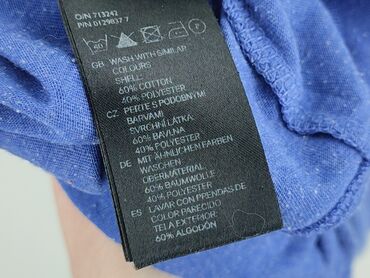 O/N 713242
P/N 0129837 7
40
GB: WASH WITH SIMILAR
COLOURS
SHELL:
60% COTTON
40% POLYESTER
CZ: PERTE S PODOBNÝMI
BARVAMI
SVRCHNÍ LÁTKA:
60% BAVLNA
40% POLYESTER
DE: MIT ÄHNLICHEN FARBEN
WASCHEN
OBERMATERIAL:
60% BAUMWOLLE
40% POLYESTER
ES: LAVAR CON PRENDAS DE
COLOR PARECIDO
TELA EXTERIOR:
60% ALGODÓN